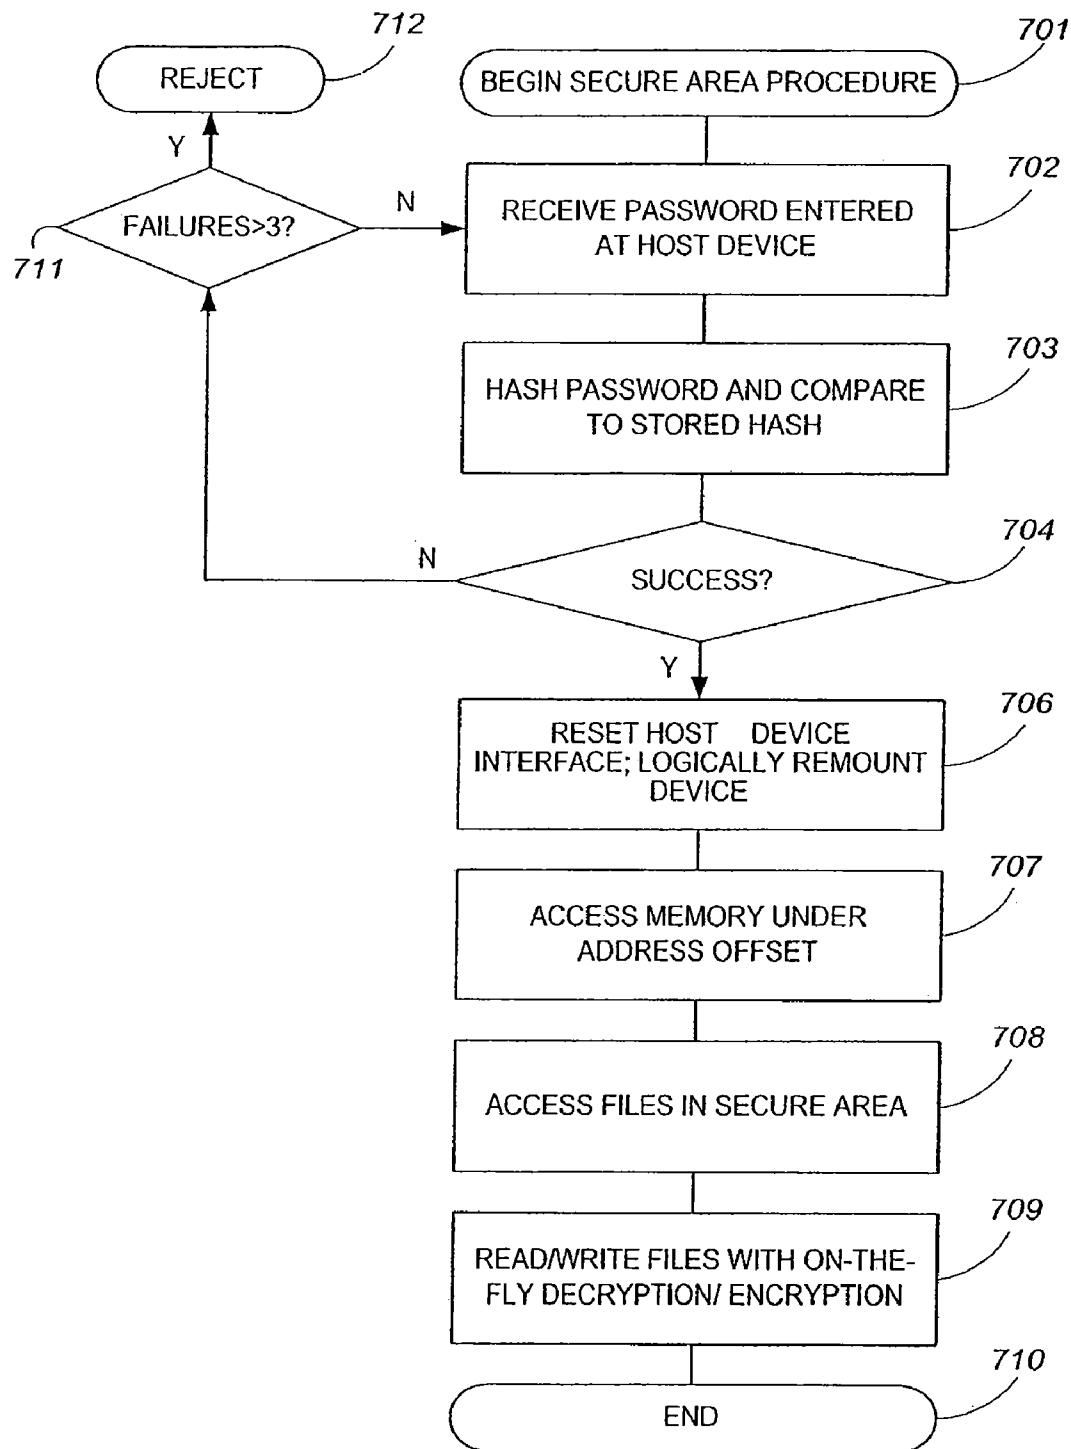 712
REJECT
701
BEGIN SECURE AREA PROCEDURE
Y
702
FAILURES>3?
N
RECEIVE PASSWORD ENTERED
AT HOST DEVICE
711
703
HASH PASSWORD AND COMPARE
TO STORED HASH
704
N
SUCCESS?
Y
706
RESET HOST DEVICE
INTERFACE; LOGICALLY REMOUNT
DEVICE
707
ACCESS MEMORY UNDER
ADDRESS OFFSET
708
ACCESS FILES IN SECURE AREA
709
READ/WRITE FILES WITH ON-THE-
FLY DECRYPTION/ ENCRYPTION
710
END